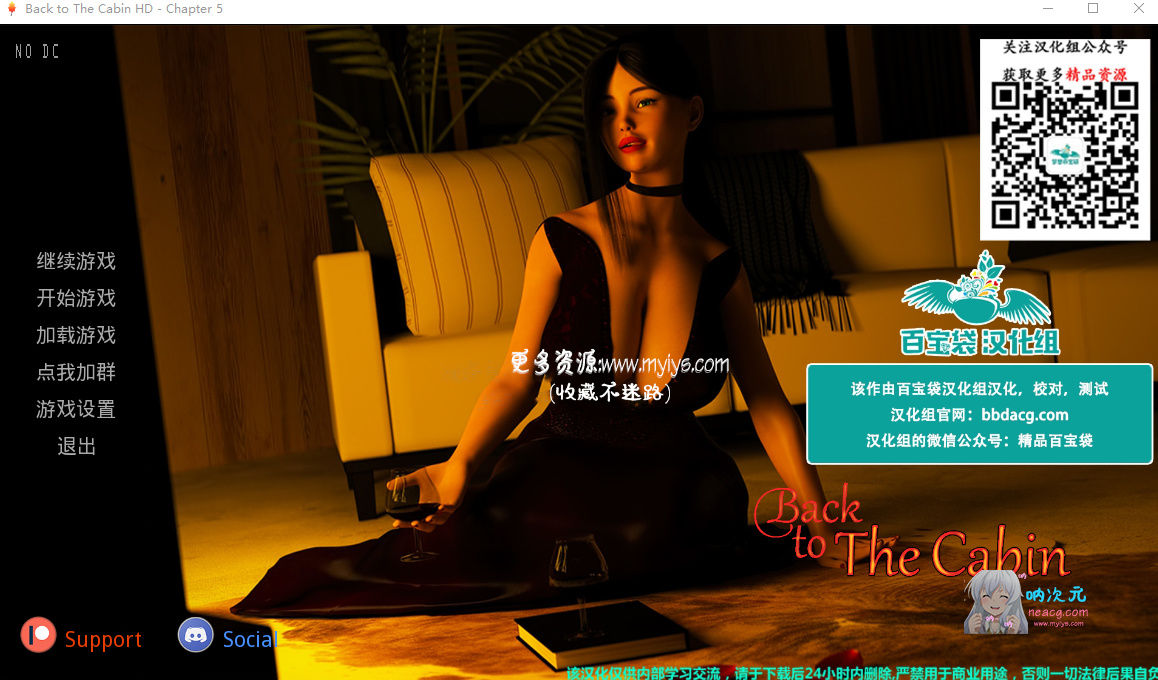 Back to The Cabin HD - Chapter 5
NO DC
关注汉化组公众号
获取更多精品资源
继续游戏
开始游戏
加载游戏
点我加群
游戏设置
退出
更多资源:www.myiys.com
(收藏不迷路)
百宝袋汉化组
该作由百宝袋汉化组汉化，校对，测试
汉化组官网：bbdacg.com
汉化组的微信公众号：精品百宝袋
Back
to The Cabin
呐次元
neacg.com
www.myiys.com
Support
Social
该汉化仅供内部学习交流，请于下载后24小时内删除,严禁用于商业用途，否则一切法律后果自负